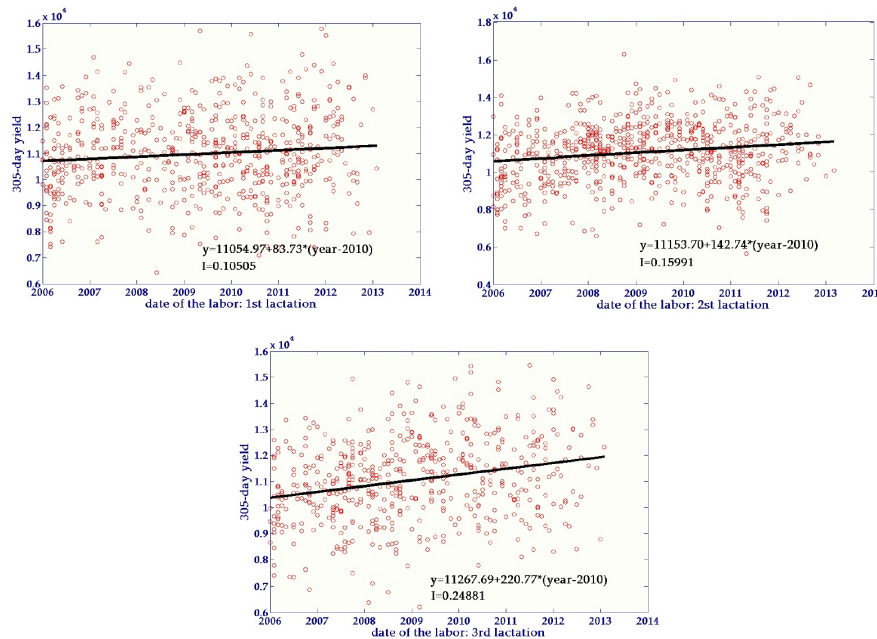 x 10⁴
1.6
1.5
1.4
1.3
1.2
1.1
1
0.9
0.8
0.7
0.6
305-day yield
y=11054.97+83.73*(year-2010)
I=0.10505
2006 2007 2008 2009 2010 2011 2012 2013 2014
date of the labor: 1st lactation
x 10⁴
1.8
1.6
1.4
1.2
1
0.8
0.6
0.4
305-day yield
y=11153.70+142.74*(year-2010)
I=0.15991
2006 2007 2008 2009 2010 2011 2012 2013 201
date of the labor: 2st lactation
x 10⁴
1.6
1.5
1.4
1.3
1.2
1.1
1
0.9
0.8
0.7
0.6
305-day yield
y=11267.69+220.77*(year-2010)
I=0.24881
2006 2007 2008 2009 2010 2011 2012 2013 2014
date of the labor: 3rd lactation